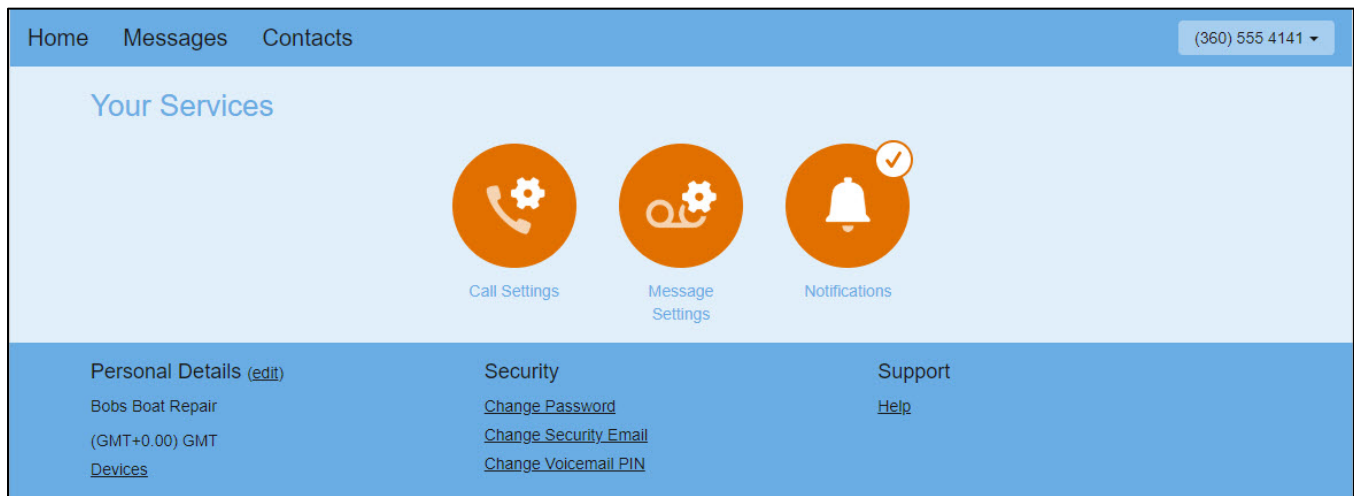 Home Messages Contacts (360) 555 4141
Your Services
Call Settings
Message
Settings
Notifications
Personal Details (edit)
Bobs Boat Repair
(GMT+0.00) GMT
Devices
Security
Change Password
Change Security Email
Change Voicemail PIN
Support
Help